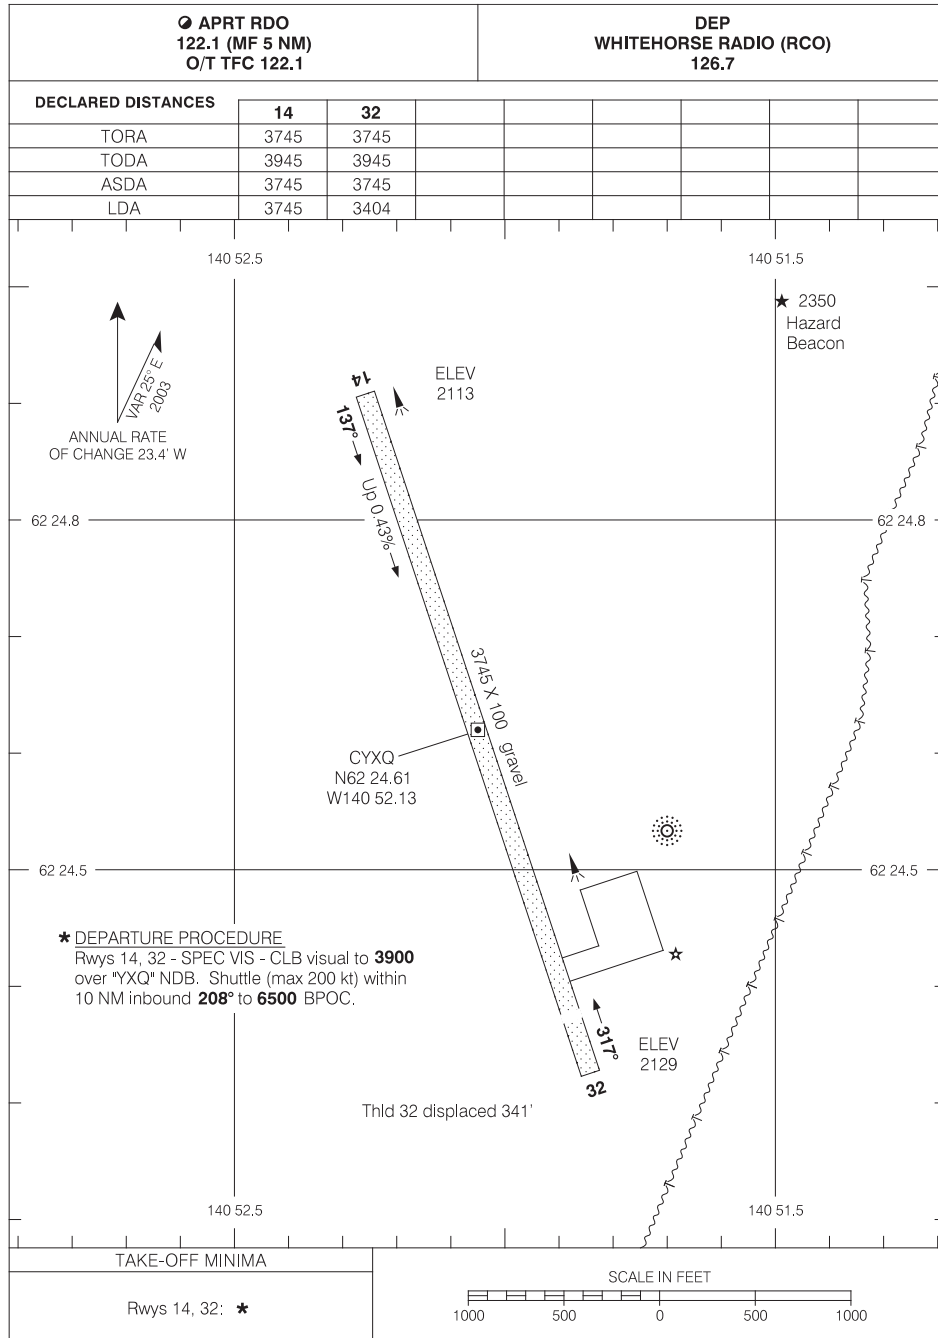 APRT RDO
122.1 (MF 5 NM)
O/T TFC 122.1
DEP
WHITEHORSE RADIO (RCO)
126.7
DECLARED DISTANCES 14 32
TORA 3745 3745
TODA 3945 3945
ASDA 3745 3745
LDA 3745 3404
140 52.5 140 51.5
★ 2350
Hazard
Beacon
VAR 25° E
2003
ANNUAL RATE
OF CHANGE 23.4' W
14
ELEV
2113
137°
Up 0.43%
62 24.8 62 24.8
3745 X 100 gravel
CYXQ
N62 24.61
W140 52.13
62 24.5 62 24.5
* DEPARTURE PROCEDURE
Rwys 14, 32 - SPEC VIS - CLB visual to 3900
over "YXQ" NDB. Shuttle (max 200 kt) within
10 NM inbound 208° to 6500 BPOC.
317°
ELEV
2129
32
Thld 32 displaced 341'
140 52.5 140 51.5
TAKE-OFF MINIMA
Rwys 14, 32: *
SCALE IN FEET
1000 500 0 500 1000